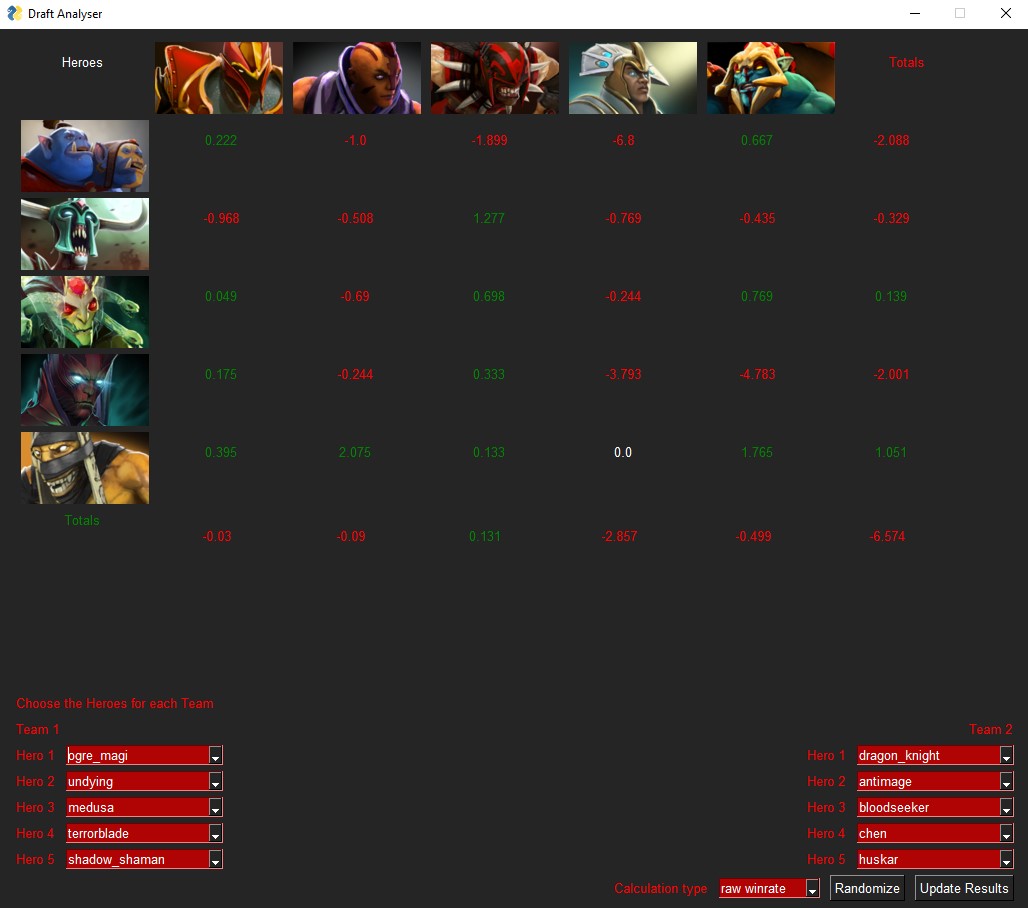 Draft Analyser
Heroes Totals
0.222 -1.0 -1.899 -6.8 0.667 -2.088
-0.968 -0.508 1.277 -0.769 -0.435 -0.329
0.049 -0.69 0.698 -0.244 0.769 0.139
0.175 -0.244 0.333 -3.793 -4.783 -2.001
0.395 2.075 0.133 0.0 1.765 1.051
Totals
-0.03 -0.09 0.131 -2.857 -0.499 -6.574
Choose the Heroes for each Team
Team 1 Team 2
Hero 1 ogre_magi Hero 1 dragon_knight
Hero 2 undying Hero 2 antimage
Hero 3 medusa Hero 3 bloodseeker
Hero 4 terrorblade Hero 4 chen
Hero 5 shadow_shaman Hero 5 huskar
Calculation type raw winrate Randomize Update Results